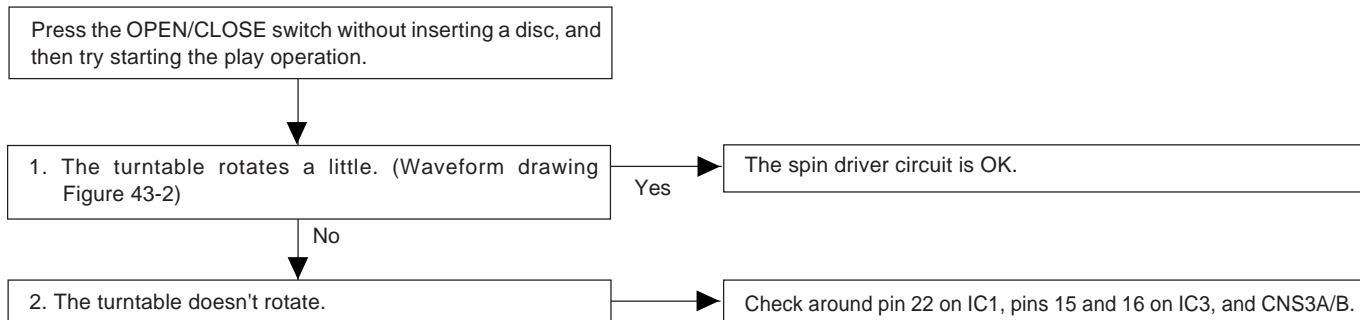 Press the OPEN/CLOSE switch without inserting a disc, and
then try starting the play operation.
1. The turntable rotates a little. (Waveform drawing
Figure 43-2)
Yes
The spin driver circuit is OK.
No
2. The turntable doesn't rotate.
Check around pin 22 on IC1, pins 15 and 16 on IC3, and CNS3A/B.